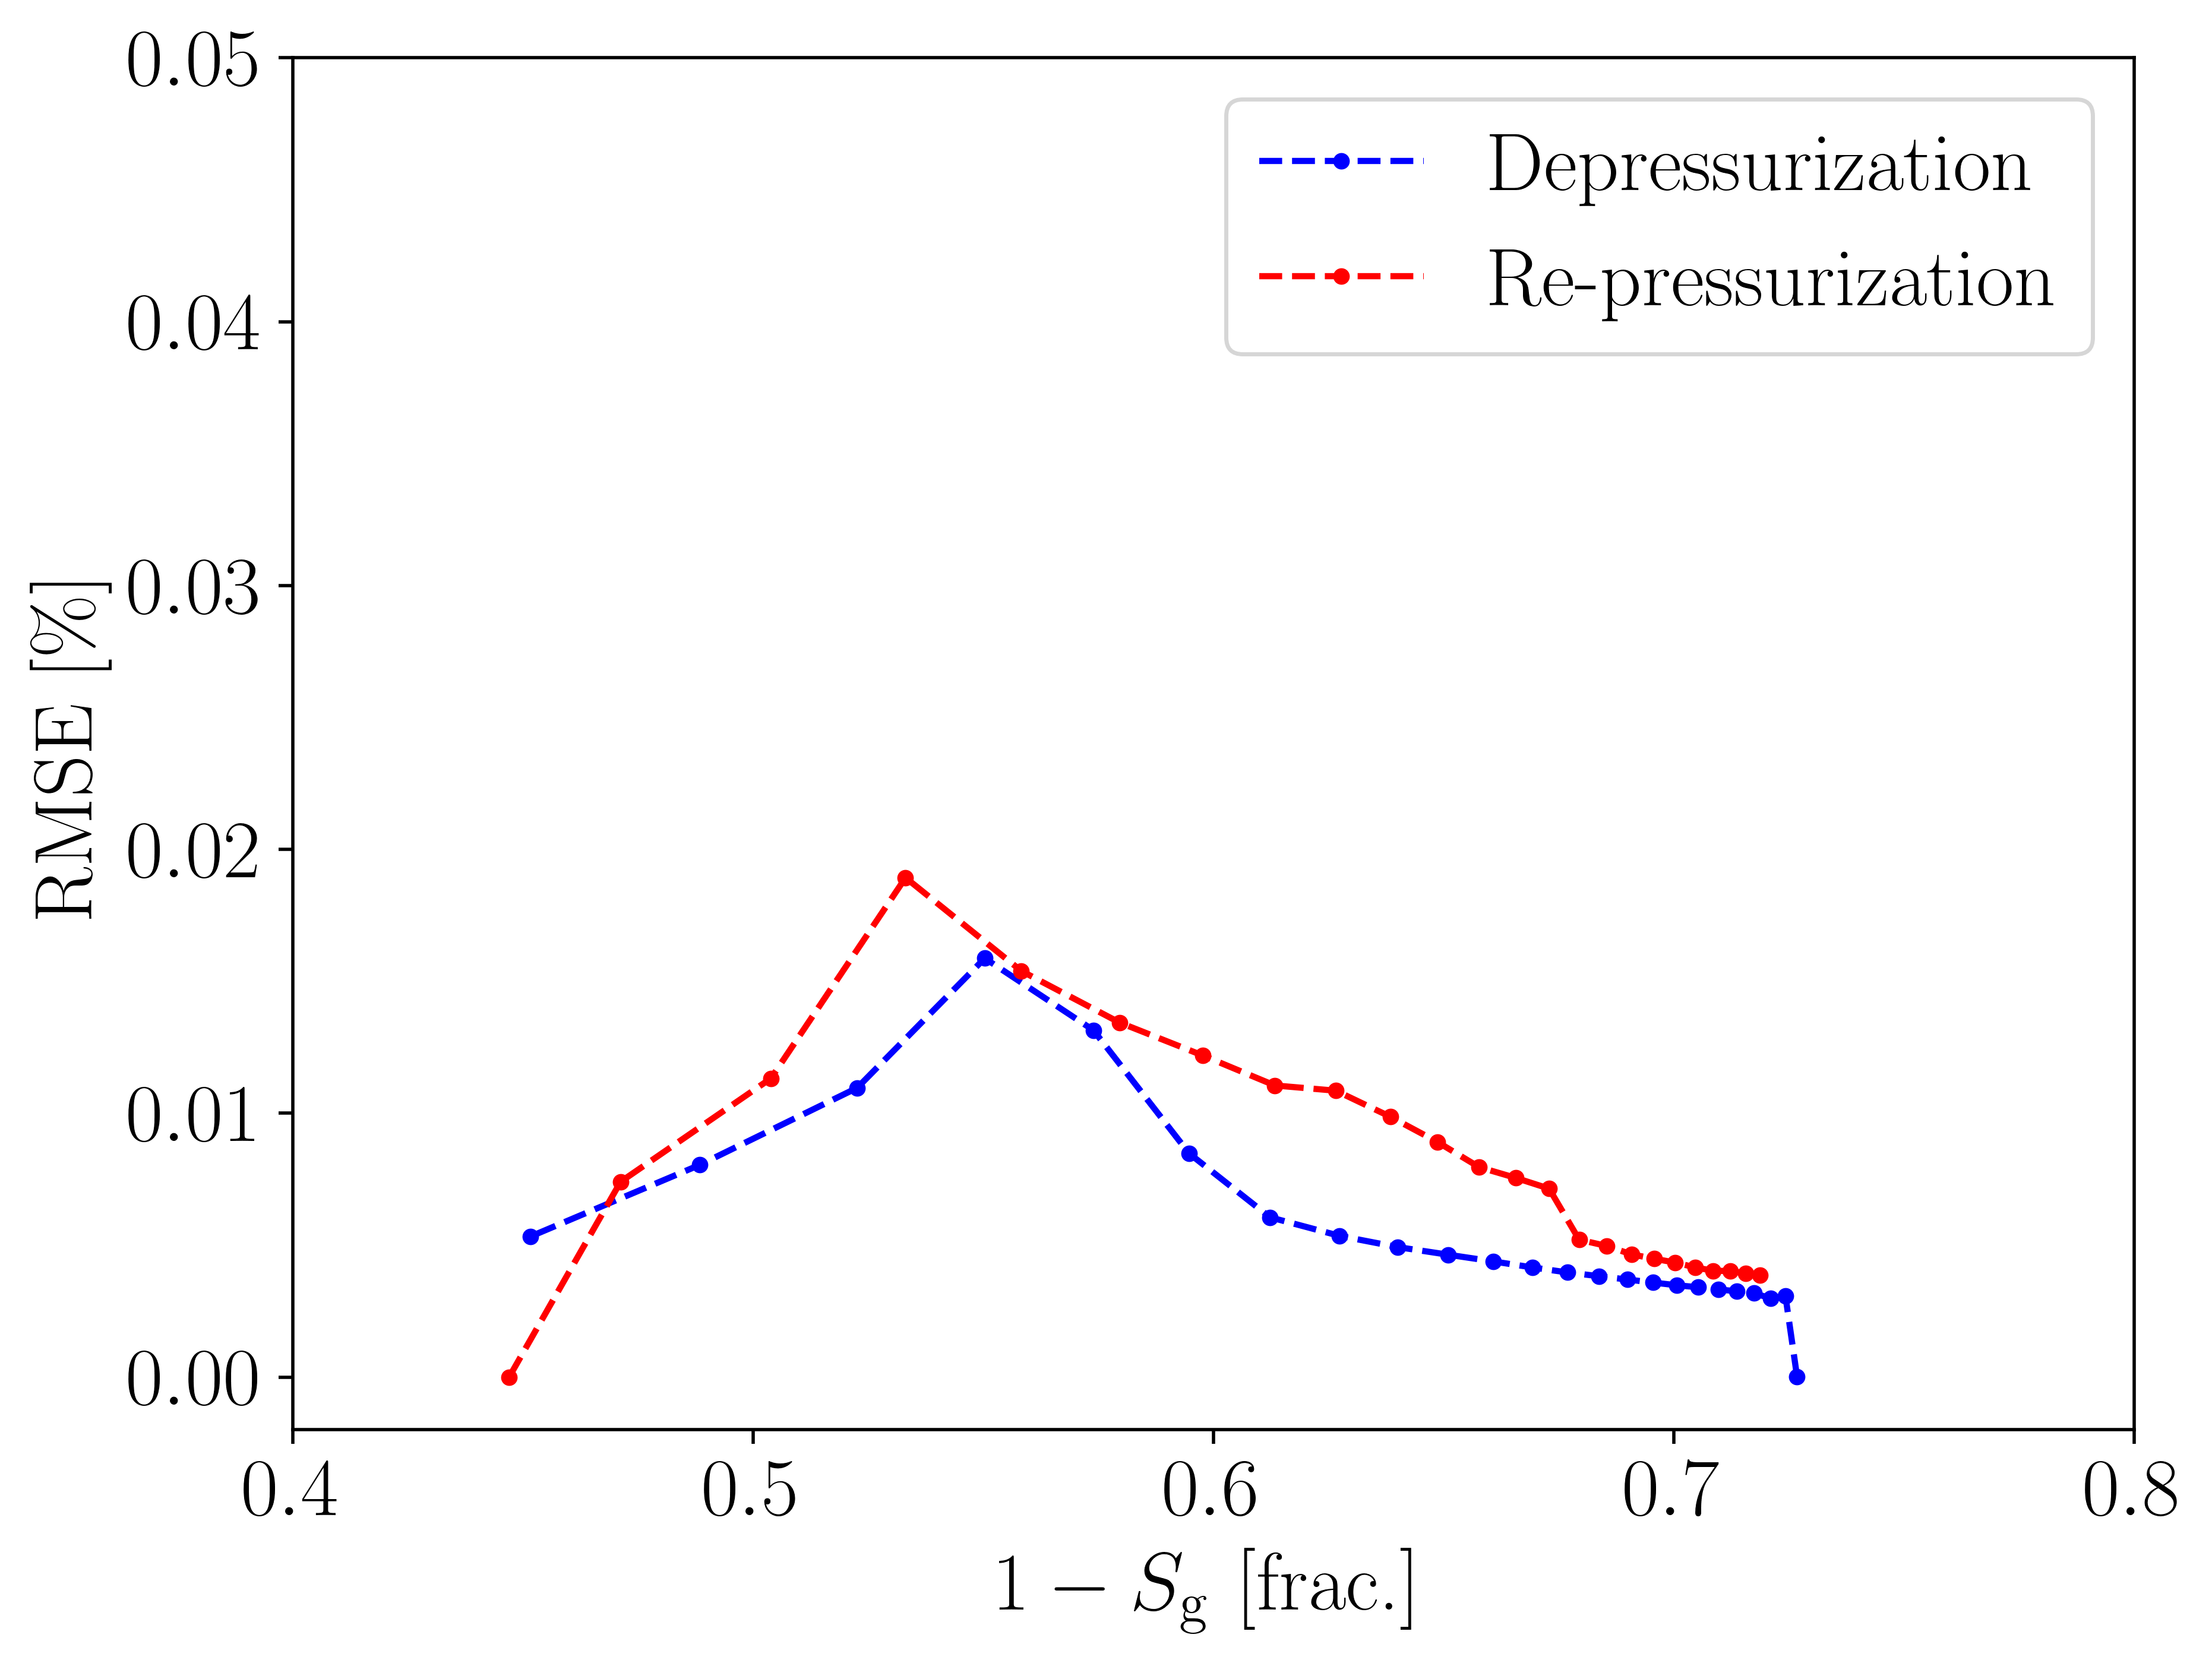 0.05
0.04
0.03
0.02
0.01
0.00
RMSE [%]
Depressurization
Re-pressurization
0.4 0.5 0.6 0.7 0.8
1 − S_g [frac.]